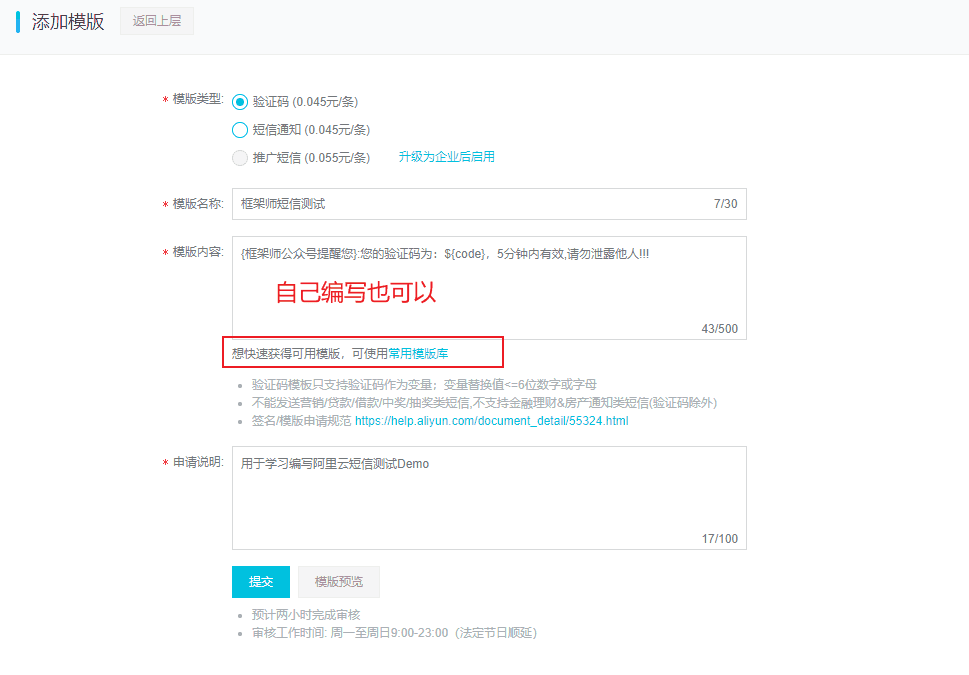 添加模版 返回上层
* 模版类型: 验证码 (0.045元/条)
短信通知 (0.045元/条)
推广短信 (0.055元/条) 升级为企业后启用
* 模版名称: 框架师短信测试 7/30
* 模版内容: {框架师公众号提醒您}:您的验证码为：${code}，5分钟内有效,请勿泄露他人!!!
自己编写也可以
43/500
想快速获得可用模版，可使用常用模版库
验证码模板只支持验证码作为变量；变量替换值<=6位数字或字母
不能发送营销/贷款/借款/中奖/抽奖类短信,不支持金融理财&房产通知类短信(验证码除外)
签名/模版申请规范 https://help.aliyun.com/document_detail/55324.html
* 申请说明: 用于学习编写阿里云短信测试Demo
17/100
提交 模版预览
预计两小时完成审核
审核工作时间: 周一至周日9:00-23:00（法定节日顺延）